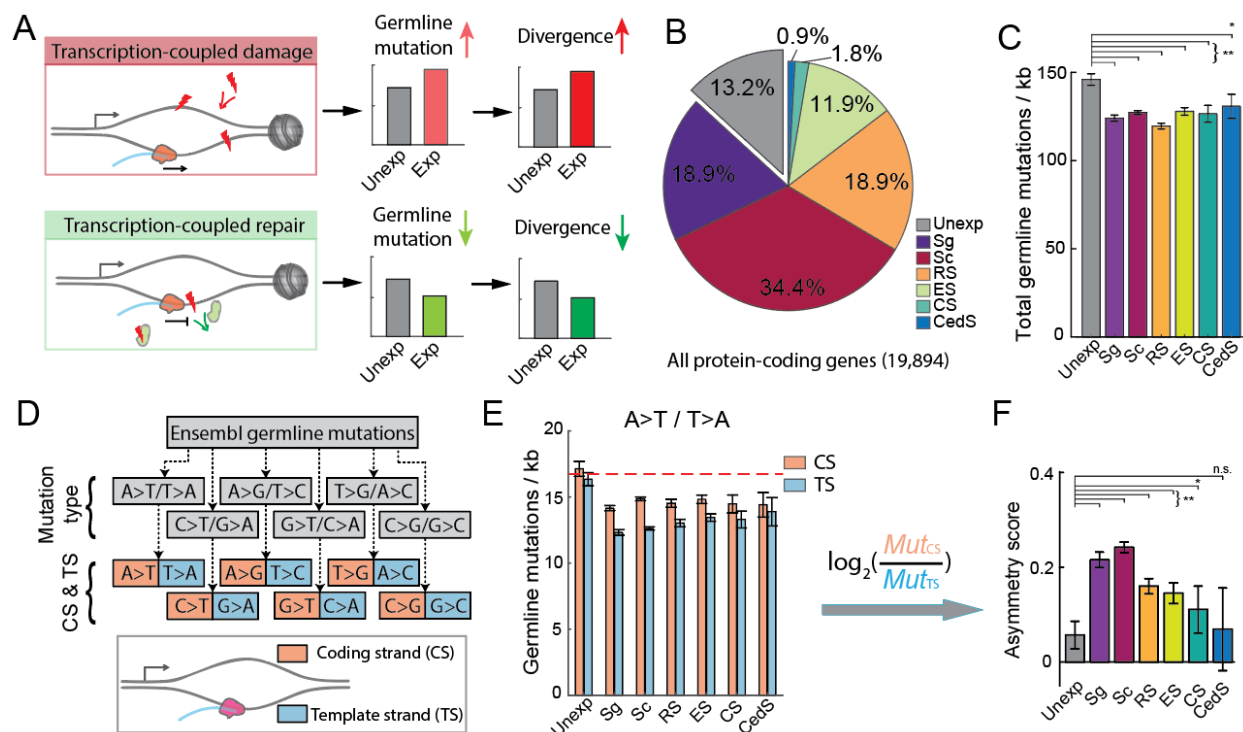 A
Transcription-coupled damage
Germline
mutation
Divergence
Unexp
Exp
Unexp
Exp
Transcription-coupled repair
Germline
mutation
Divergence
Unexp
Exp
Unexp
Exp
B
0.9%
1.8%
13.2%
11.9%
18.9%
18.9%
34.4%
Unexp
Sg
Sc
RS
ES
CS
CedS
All protein-coding genes (19,894)
C
*
} **
Total germline mutations / kb
150
100
50
0
Unexp
Sg
Sc
RS
ES
CS
CedS
D
Ensembl germline mutations
Mutation
type
A>T/T>A
A>G/T>C
T>G/A>C
C>T/G>A
G>T/C>A
C>G/G>C
CS & TS
A>T T>A
A>G T>C
T>G A>C
C>T G>A
G>T C>A
C>G G>C
Coding strand (CS)
Template strand (TS)
E
A>T / T>A
Germline mutations / kb
20
15
10
5
0
CS
TS
Unexp
Sg
Sc
RS
ES
CS
CedS
log2(MutCS/MutTS)
F
n.s.
*
} **
Asymmetry score
0.4
0.2
0
Unexp
Sg
Sc
RS
ES
CS
CedS